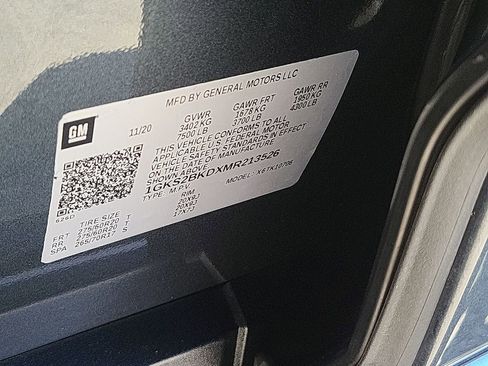 MFD BY GENERAL MOTORS LLC
GM
11/20
GVWR GAWR FRT GAWR RR
3402 KG 1678 KG 1950 KG
7500 LB 3700 LB 4300 LB
THIS VEHICLE CONFORMS TO ALL
APPLICABLE U.S. FEDERAL MOTOR
VEHICLE SAFETY STANDARDS IN EFFECT
ON THE DATE OF MANUFACTURE
SHOWN ABOVE.
1GKS2BKDXMR213526
TYPE: M.P.V. MODEL: X6TK10706
626D
TIRE SIZE RIM
FRT 275/60R20 T 20X9J
RR 275/60R20 T 20X9J
SPA 265/70R17 S 17X7J